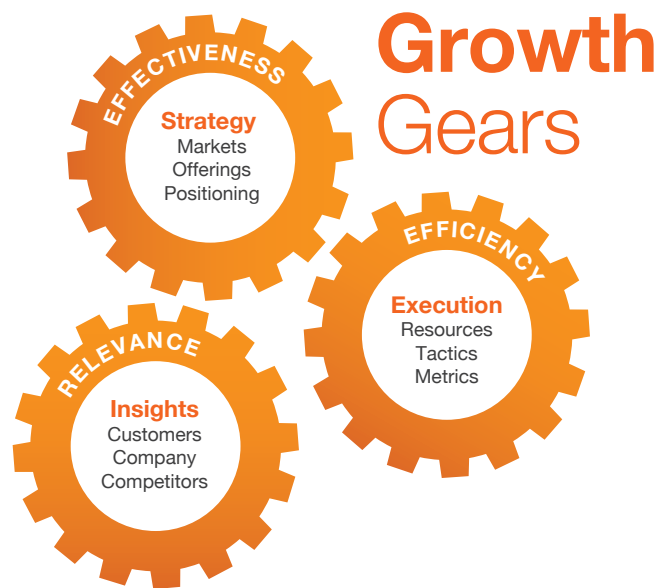 Growth
Gears
EFFECTIVENESS
Strategy
Markets
Offerings
Positioning
EFFICIENCY
Execution
Resources
Tactics
Metrics
RELEVANCE
Insights
Customers
Company
Competitors